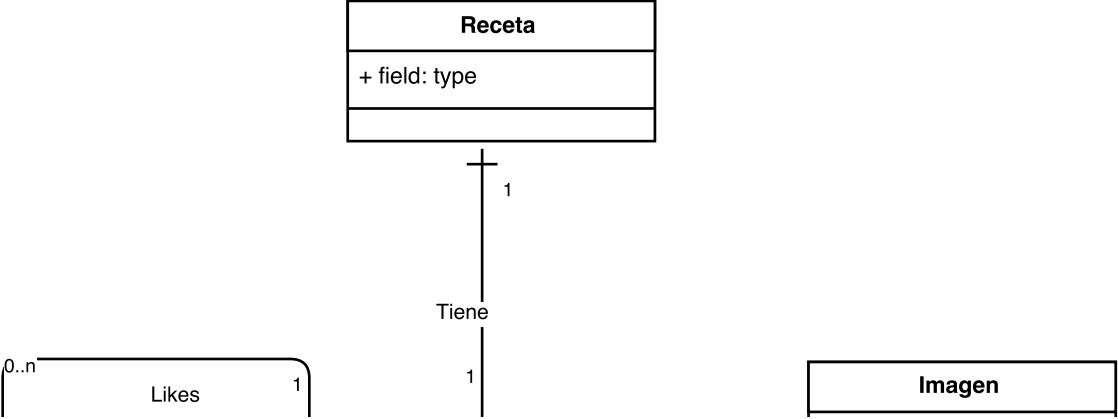 Receta
+ field: type
1
Tiene
0..n
1
1
Likes
Imagen